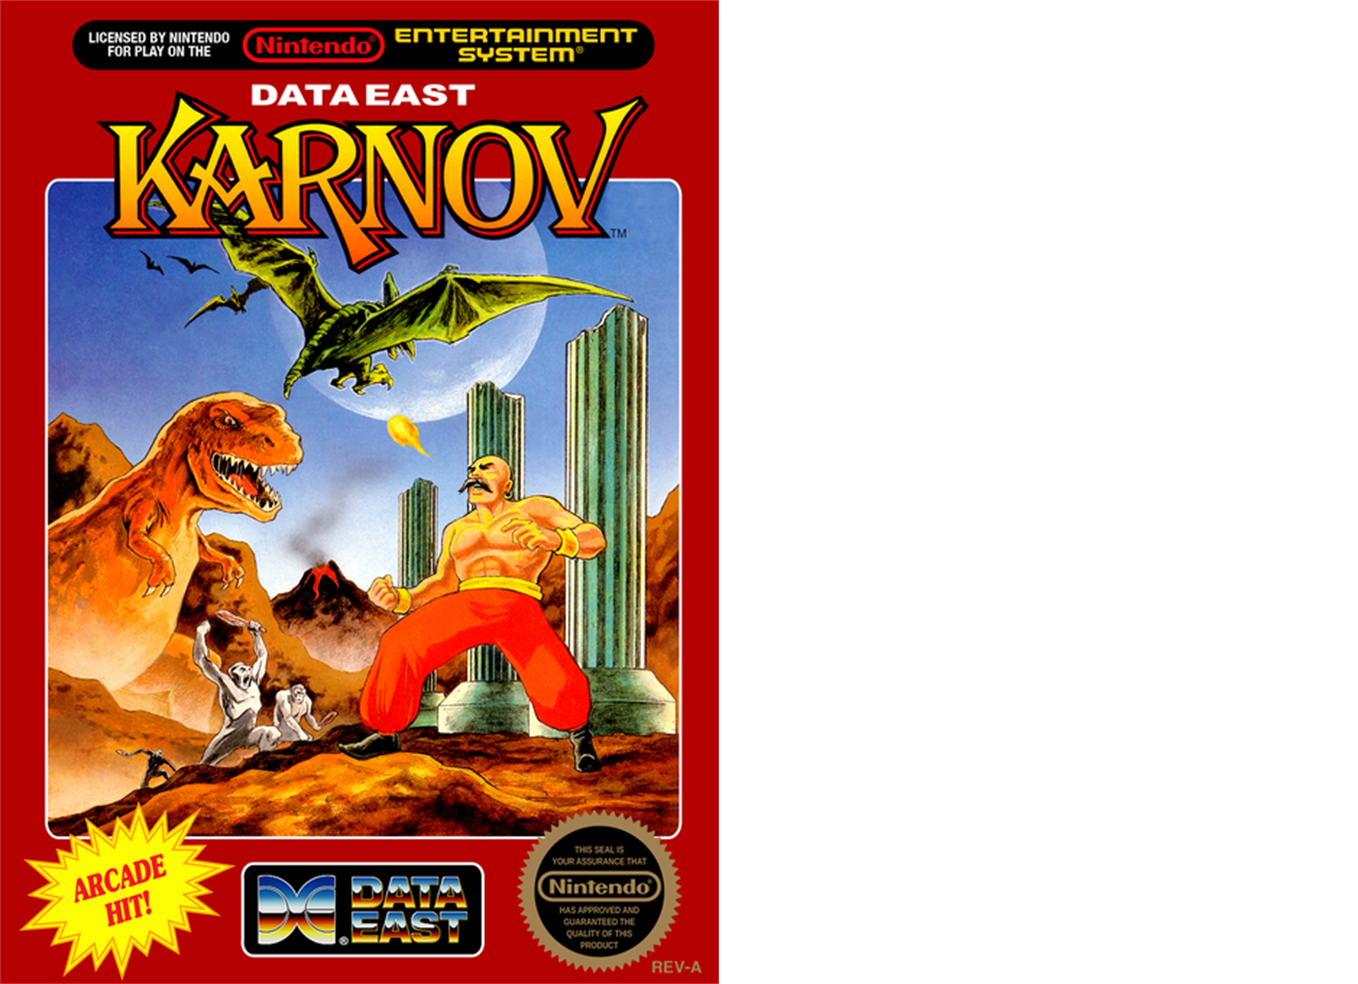 LICENSED BY NINTENDO
FOR PLAY ON THE
Nintendo®
ENTERTAINMENT
SYSTEM®
DATA EAST
KARNOV
TM
ARCADE
HIT!
® DATA
EAST
THIS SEAL IS
YOUR ASSURANCE THAT
Nintendo®
HAS APPROVED AND
GUARANTEED THE
QUALITY OF THIS
PRODUCT
REV-A